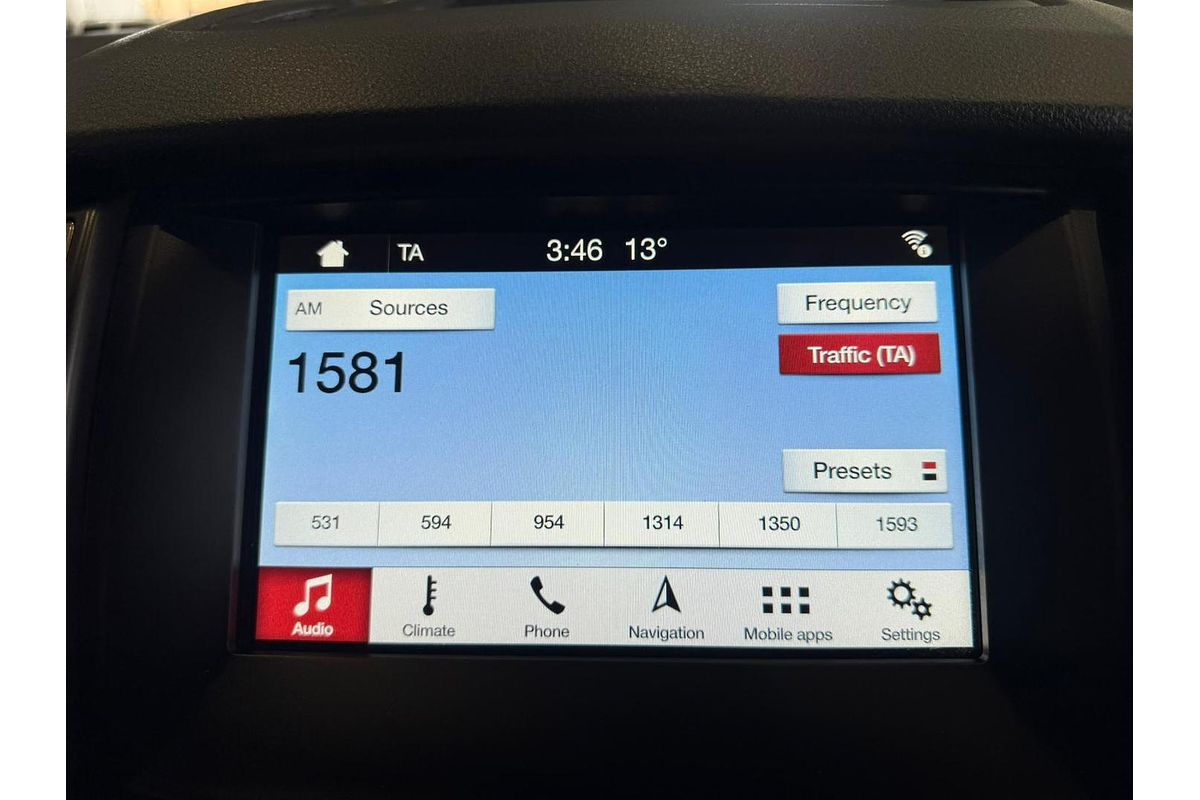 TA 3:46 13°
AM Sources
Frequency
1581
Traffic (TA)
Presets
531 594 954 1314 1350 1593
Audio Climate Phone Navigation Mobile apps Settings